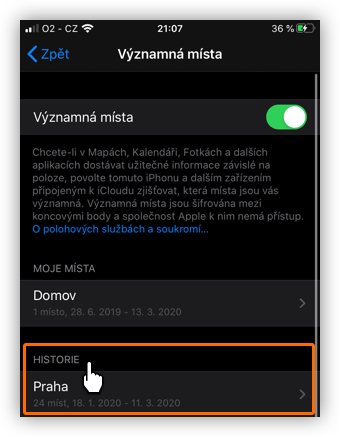 O2 - CZ 21:07 36 %
Zpět Významná místa
Významná místa
Chcete-li v Mapách, Kalendáři, Fotkách a dalších
aplikacích dostávat užitečné informace závislé na
poloze, povolte tomuto iPhonu a dalším zařízením
připojeným k iCloudu zjišťovat, která místa jsou vás
významná. Významná místa jsou šifrována mezi
koncovými body a společnost Apple k nim nemá přístup.
O polohových službách a soukromí...
MOJE MÍSTA
Domov
1 místo, 28. 6. 2019 - 13. 3. 2020
HISTORIE
Praha
24 míst, 18. 1. 2020 - 11. 3. 2020